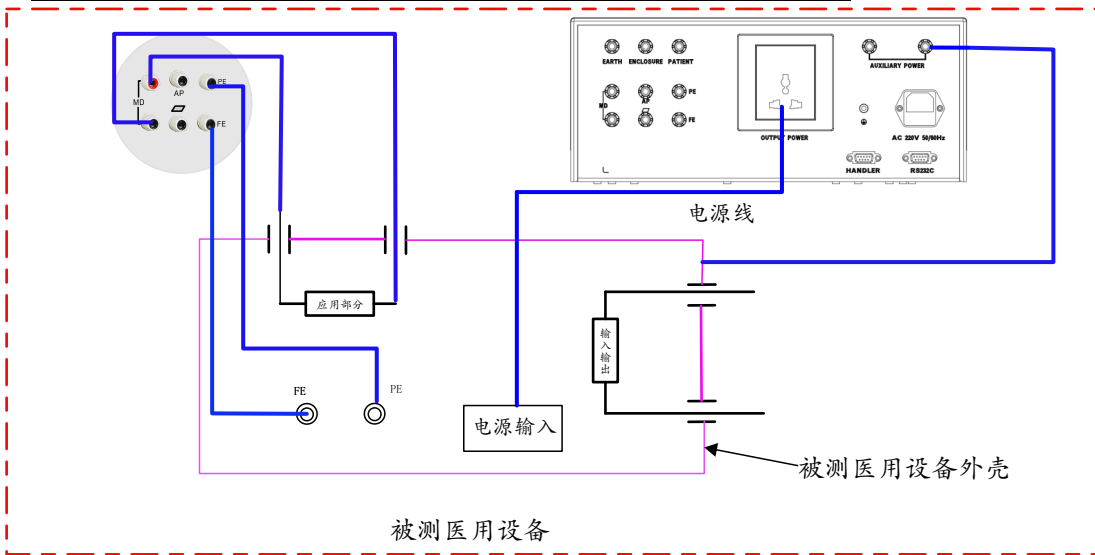 EARTH ENCLOSURE PATIENT
AUXILIARY POWER
MD AP PE
FE
OUTPUT POWER
AC 220V 50/60Hz
HANDLER RS232C
AP PE
MD
FE
电源线
应用部分
输入输出
FE PE
电源输入
被测医用设备外壳
被测医用设备